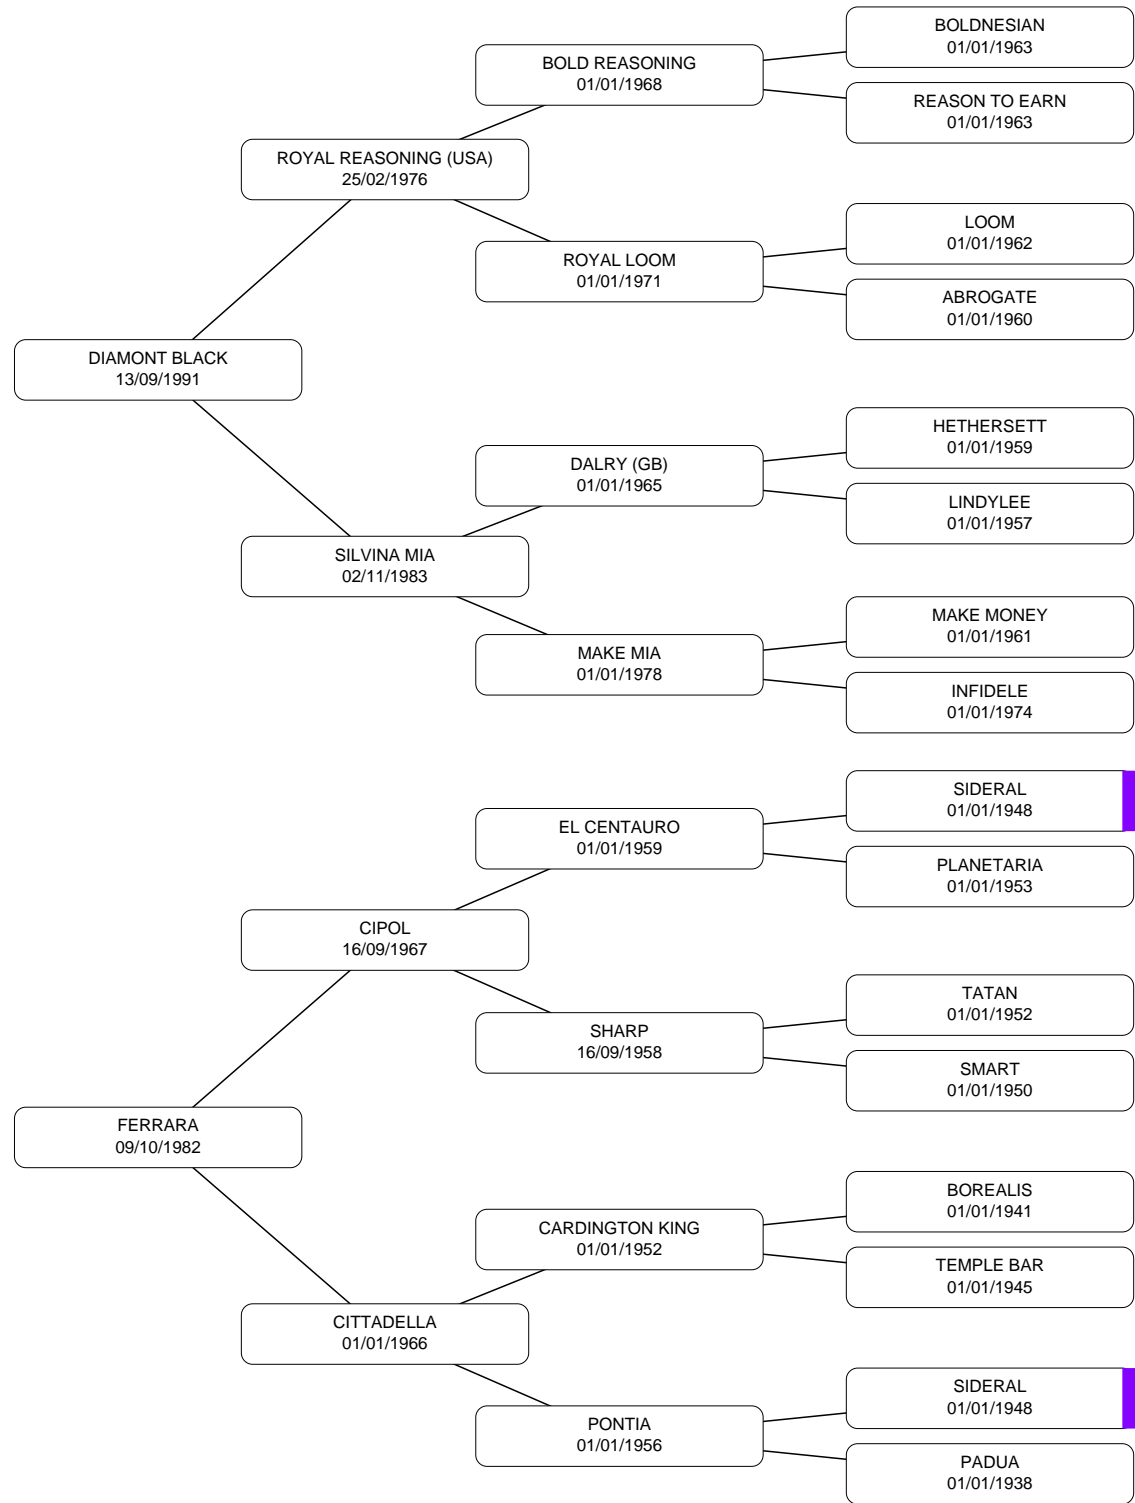 BOLDNESIAN
01/01/1963
BOLD REASONING
01/01/1968
REASON TO EARN
01/01/1963
ROYAL REASONING (USA)
25/02/1976
LOOM
01/01/1962
ROYAL LOOM
01/01/1971
ABROGATE
01/01/1960
DIAMONT BLACK
13/09/1991
HETHERSETT
01/01/1959
DALRY (GB)
01/01/1965
LINDYLEE
01/01/1957
SILVINA MIA
02/11/1983
MAKE MONEY
01/01/1961
MAKE MIA
01/01/1978
INFIDELE
01/01/1974
SIDERAL
01/01/1948
EL CENTAURO
01/01/1959
PLANETARIA
01/01/1953
CIPOL
16/09/1967
TATAN
01/01/1952
SHARP
16/09/1958
SMART
01/01/1950
FERRARA
09/10/1982
BOREALIS
01/01/1941
CARDINGTON KING
01/01/1952
TEMPLE BAR
01/01/1945
CITTADELLA
01/01/1966
SIDERAL
01/01/1948
PONTIA
01/01/1956
PADUA
01/01/1938